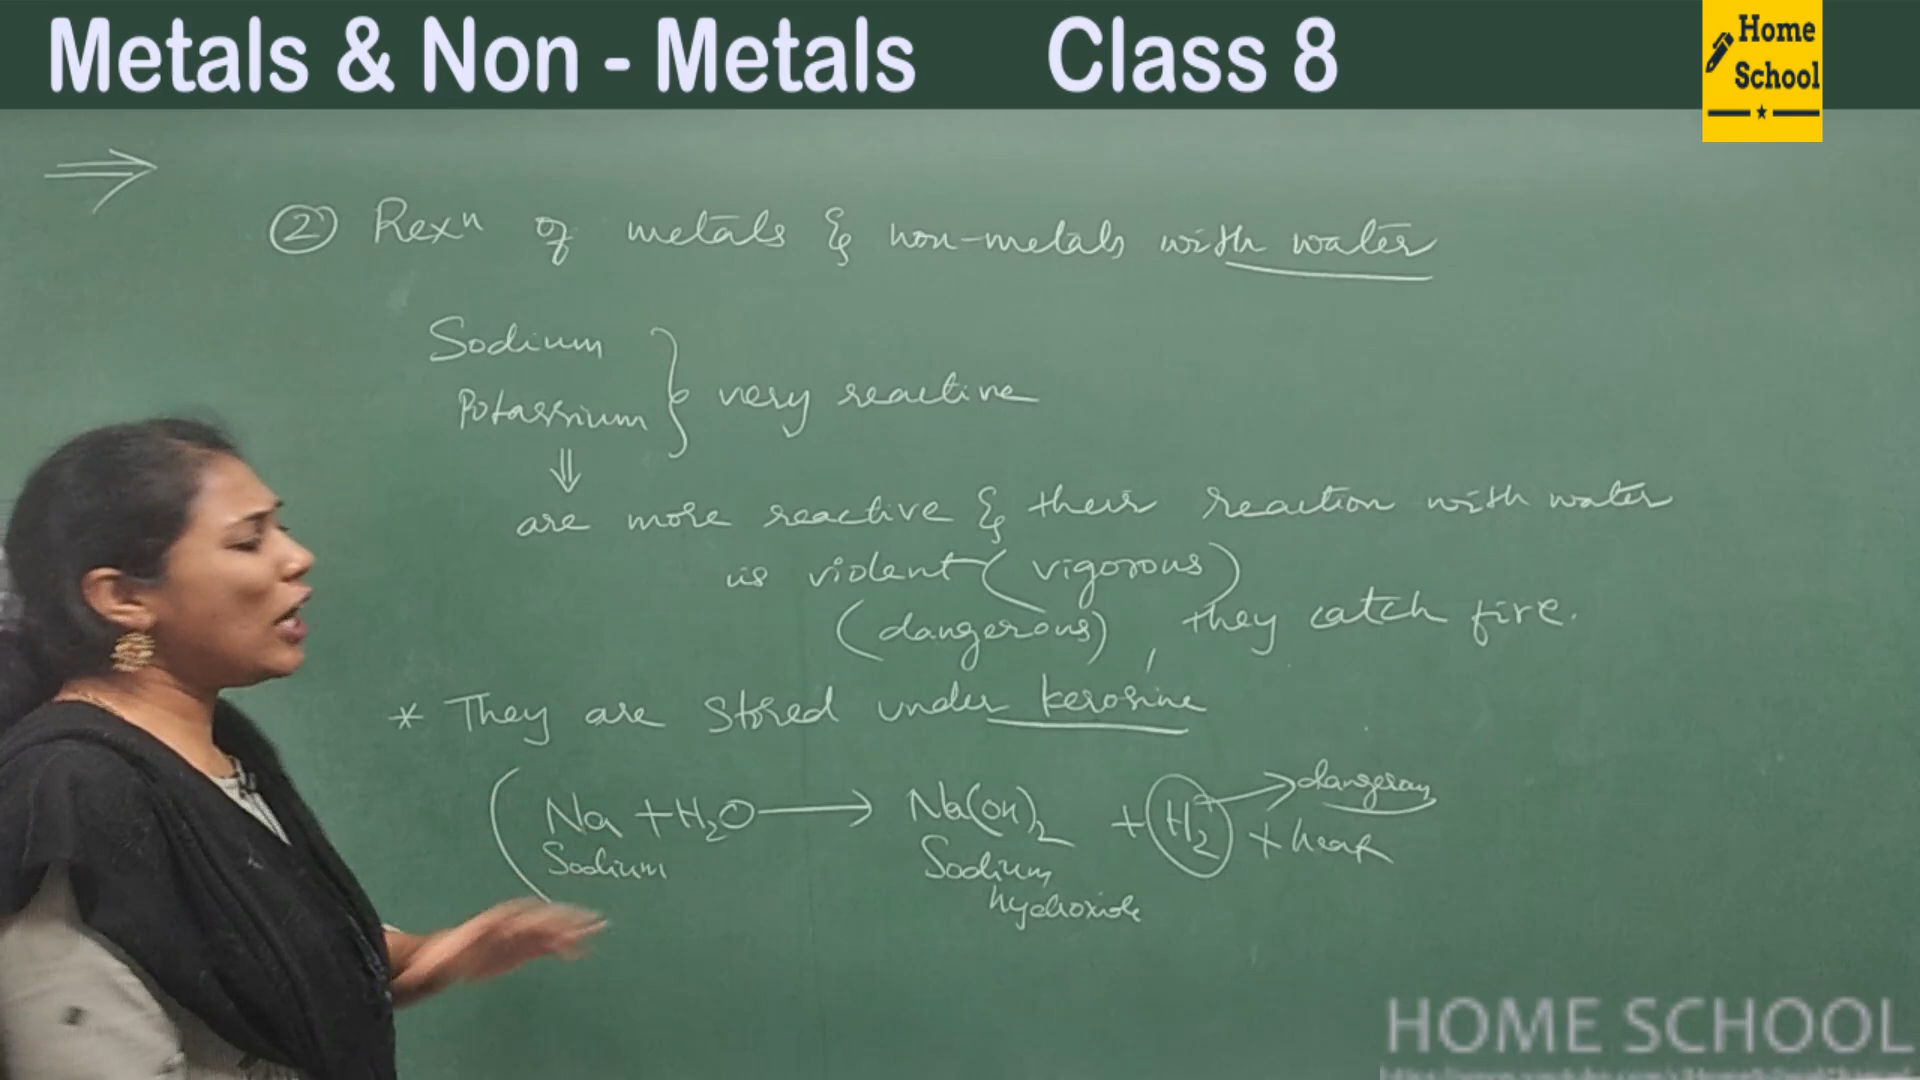 Metals & Non - Metals Class 8
Home
School
⇒
② Rexⁿ of metals & non-metals with water
Sodium
Potassium } very reactive
⇓
are more reactive & their reaction with water
is violent (vigorous)
(dangerous), they catch fire.
* They are stored under kerosine
( Na + H₂O → Na(OH)₂ + H₂ → dangerous
+ heat
Sodium Sodium
hydroxide
HOME SCHOOL